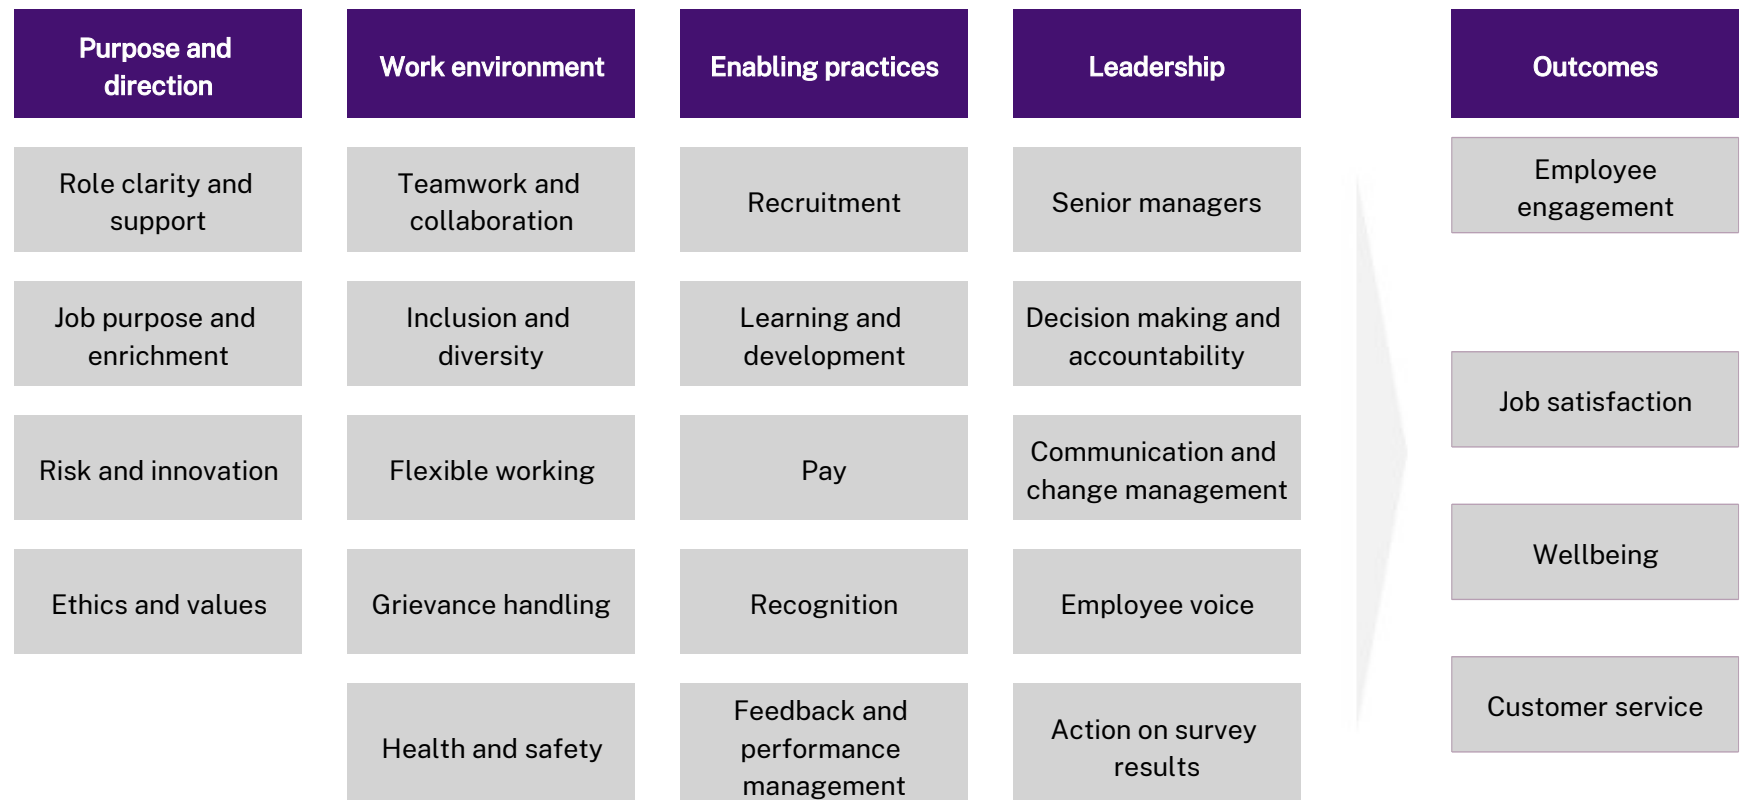 Purpose and
direction
Role clarity and
support
Job purpose and
enrichment
Risk and innovation
Ethics and values
Work environment
Teamwork and
collaboration
Inclusion and
diversity
Flexible working
Grievance handling
Health and safety
Enabling practices
Recruitment
Learning and
development
Pay
Recognition
Feedback and
performance
management
Leadership
Senior managers
Decision making and
accountability
Communication and
change management
Employee voice
Action on survey
results
Outcomes
Employee
engagement
Job satisfaction
Wellbeing
Customer service